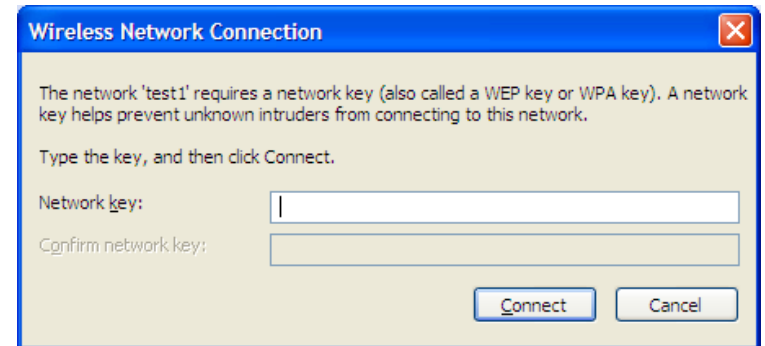 Wireless Network Connection
The network 'test1' requires a network key (also called a WEP key or WPA key). A network
key helps prevent unknown intruders from connecting to this network.
Type the key, and then click Connect.
Network key:
Confirm network key:
Connect Cancel